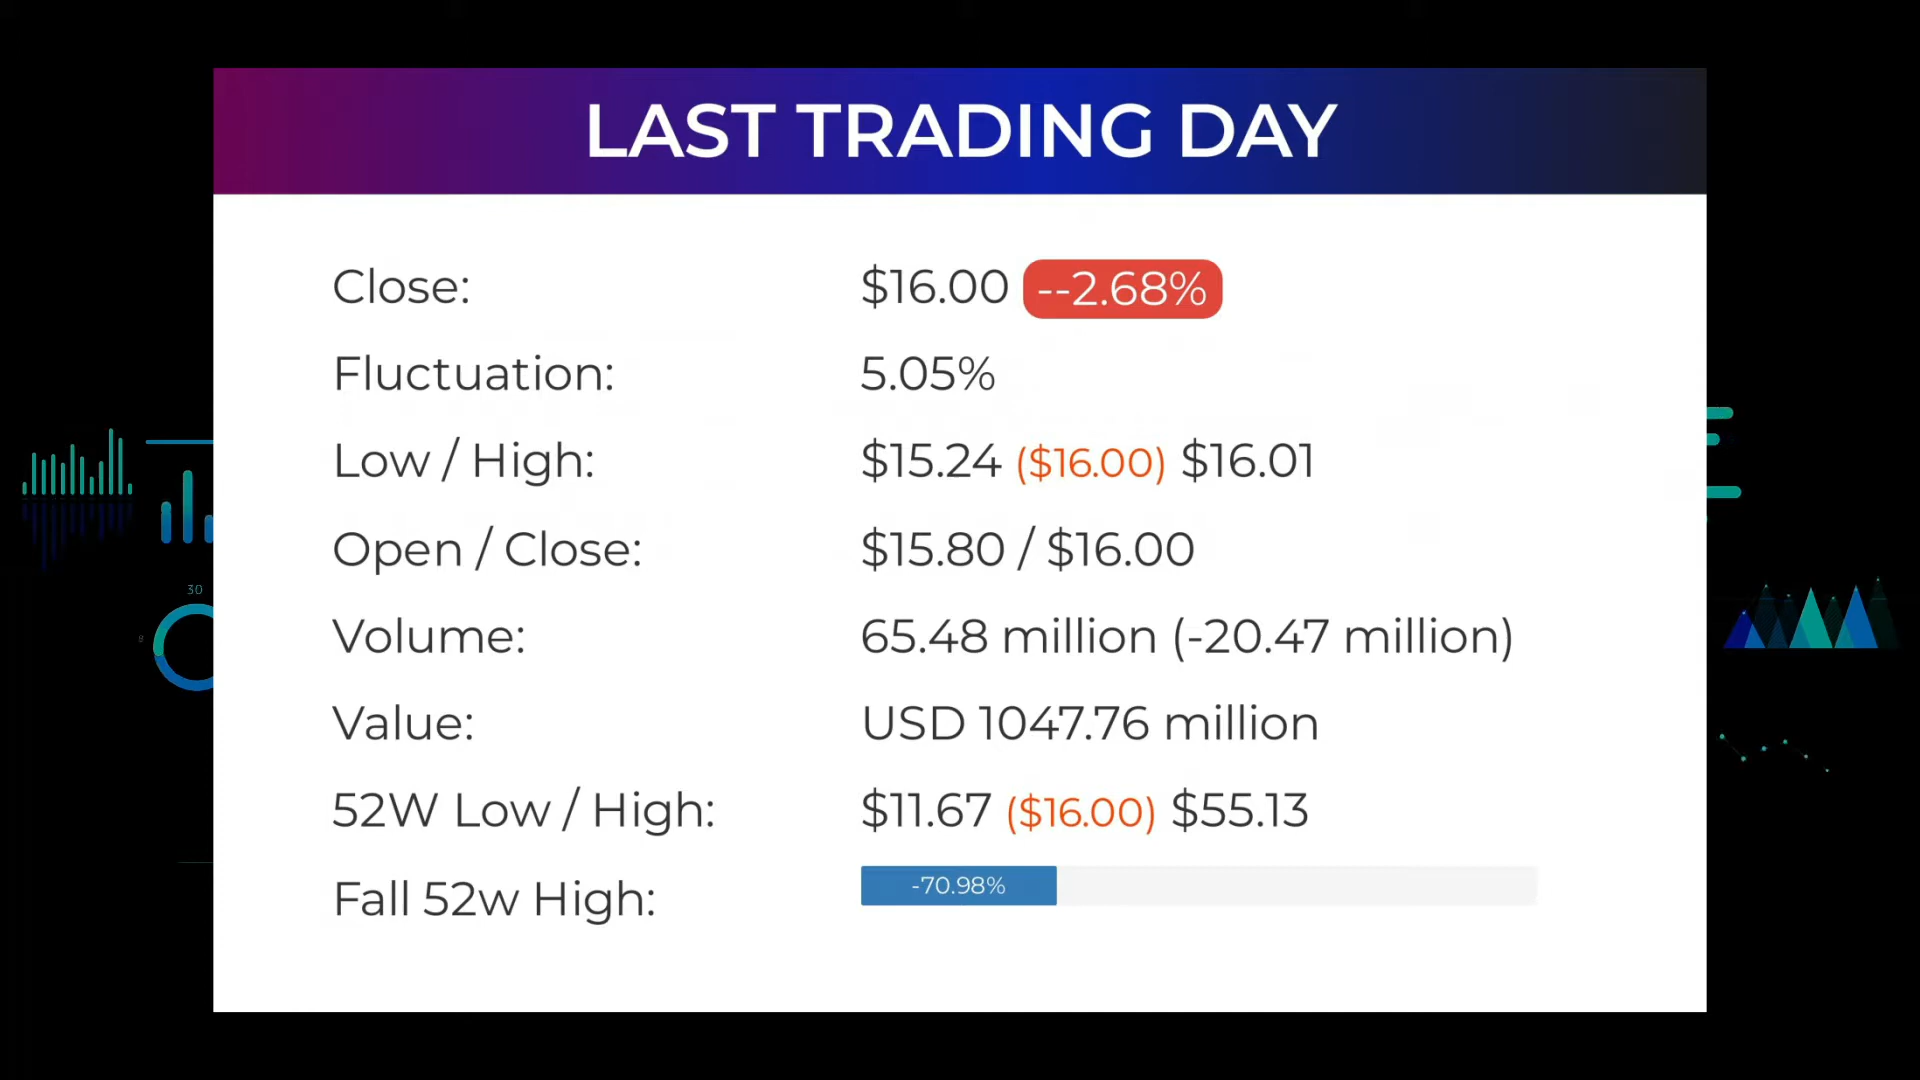 LAST TRADING DAY
Close: $16.00 --2.68%
Fluctuation: 5.05%
Low / High: $15.24 ($16.00) $16.01
Open / Close: $15.80 / $16.00
30
Volume: 65.48 million (-20.47 million)
Value: USD 1047.76 million
52W Low / High: $11.67 ($16.00) $55.13
Fall 52w High: -70.98%